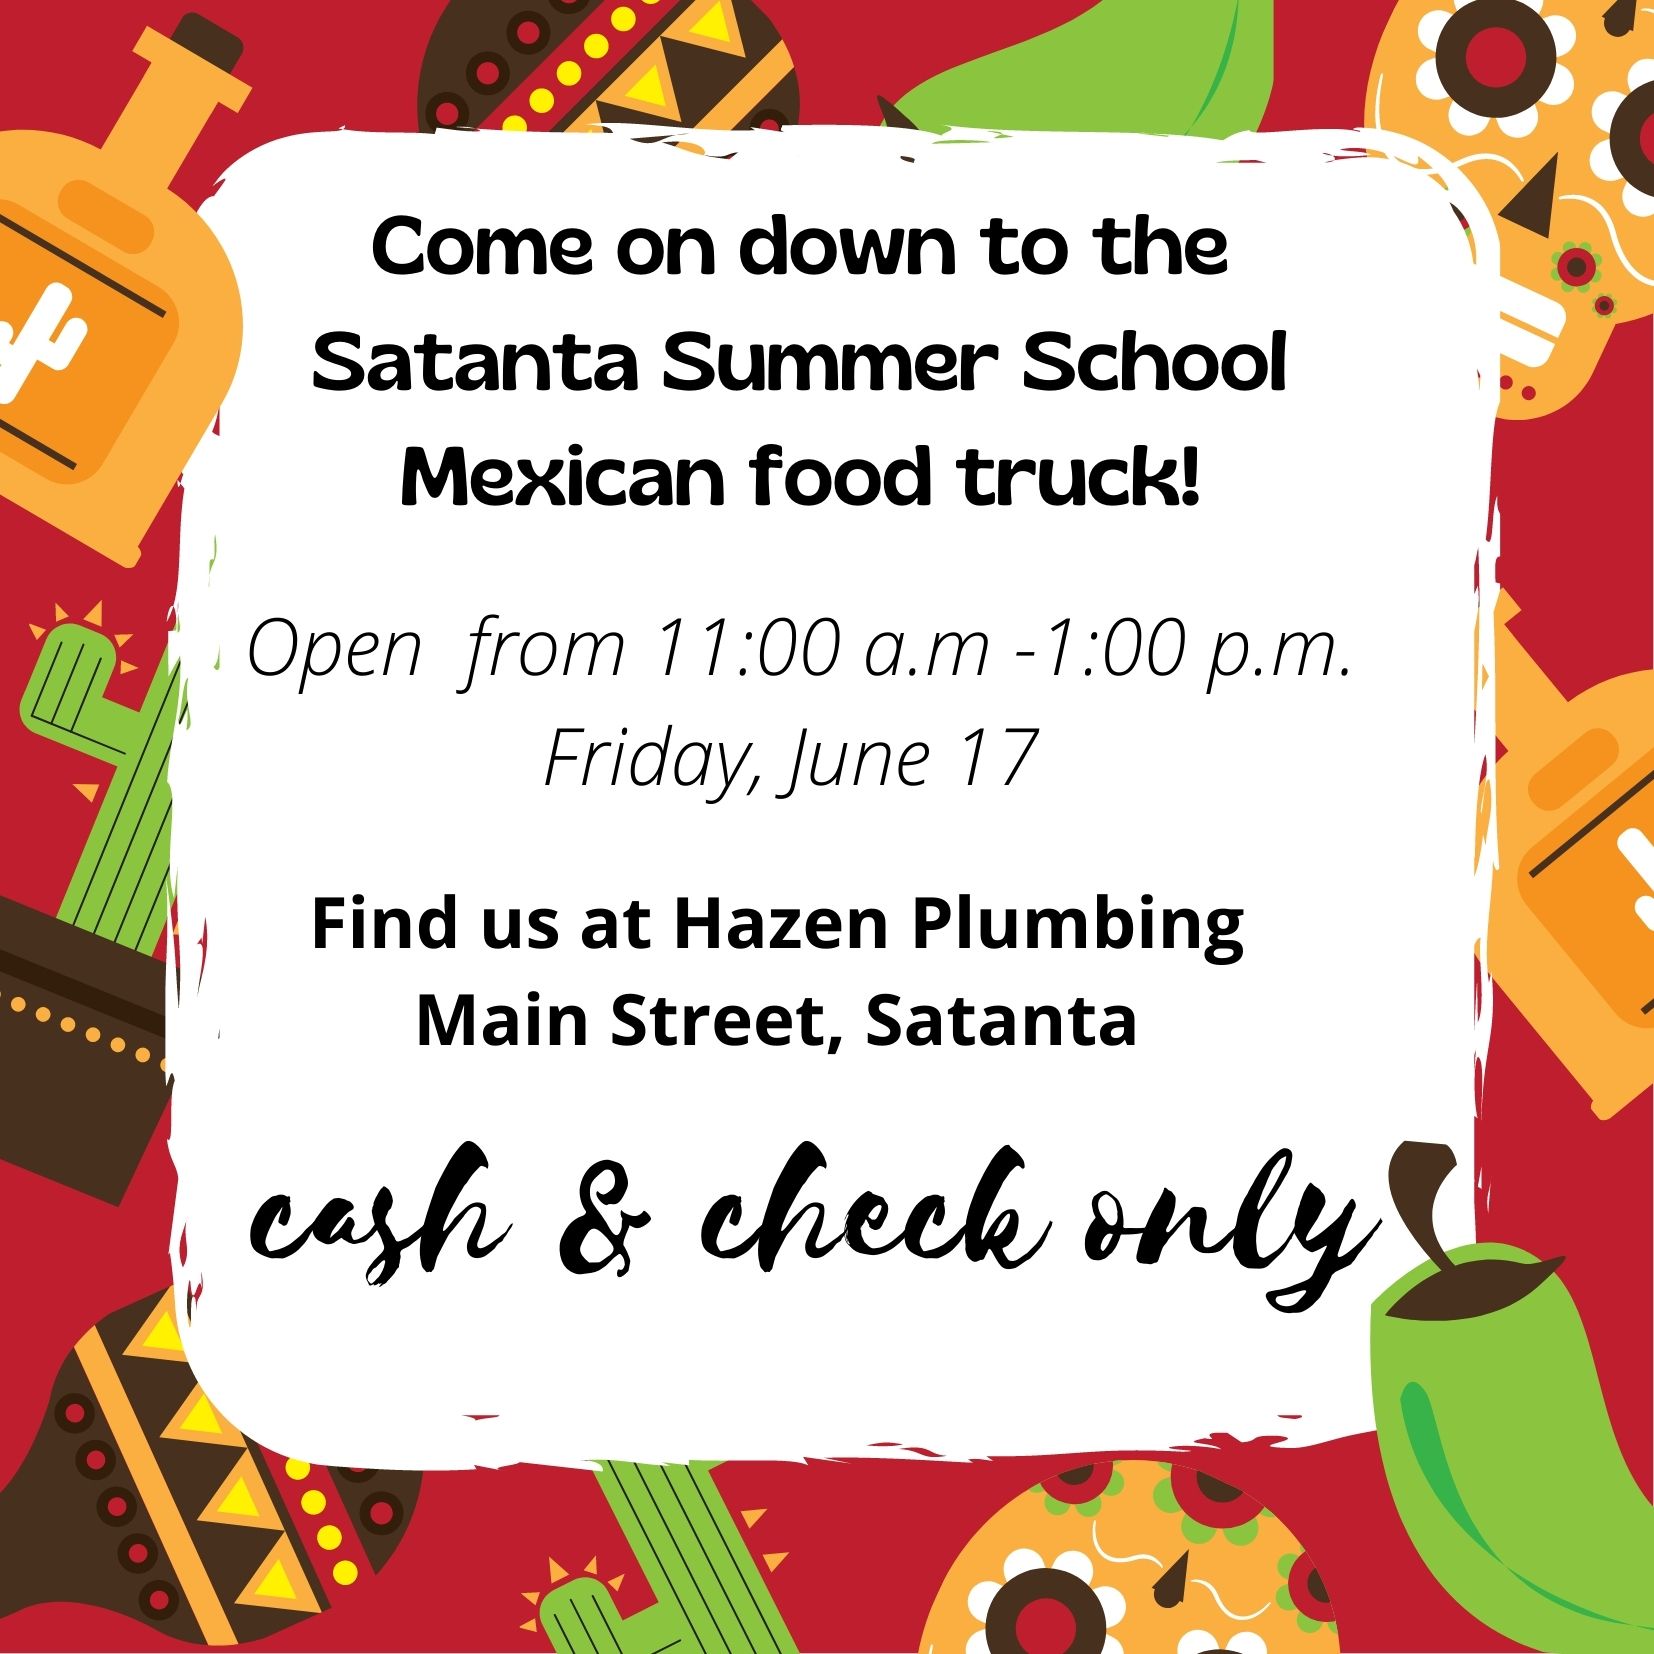 Come on down to the
Satanta Summer School
Mexican food truck!
Open  from 11:00 a.m -1:00 p.m.
Friday, June 17
Find us at Hazen Plumbing
Main Street, Satanta
cash & check only